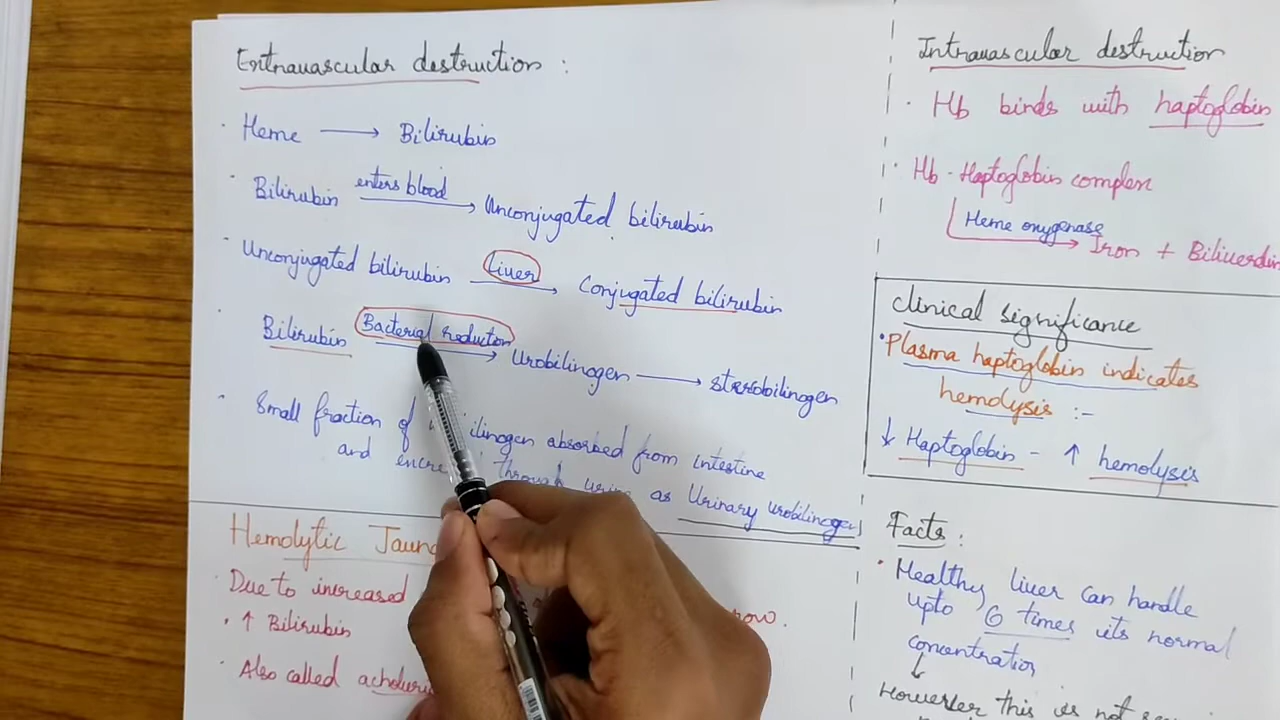 Extravascular destruction :
· Heme → Bilirubin
· Bilirubin enters blood → Unconjugated bilirubin
· Unconjugated bilirubin Liver → Conjugated bilirubin
· Bilirubin Bacterial reduction → Urobilinogen → stercobilinogen
· Small fraction of absorbed from intestine
and through urine as Urinary urobilinogen
Hemolytic
· Due to increased
· ↑ Bilirubin
· Also called
Intravascular destruction
· Hb binds with haptoglobin
· Hb - Haptoglobin complex
Heme oxygenase → Iron +
Clinical significance
· Plasma haptoglobin indicates
hemolysis :-
↓ Haptoglobin - ↑ hemolysis
Facts :
· Healthy liver can handle
upto 6 times its normal
concentration
↓
However this is not